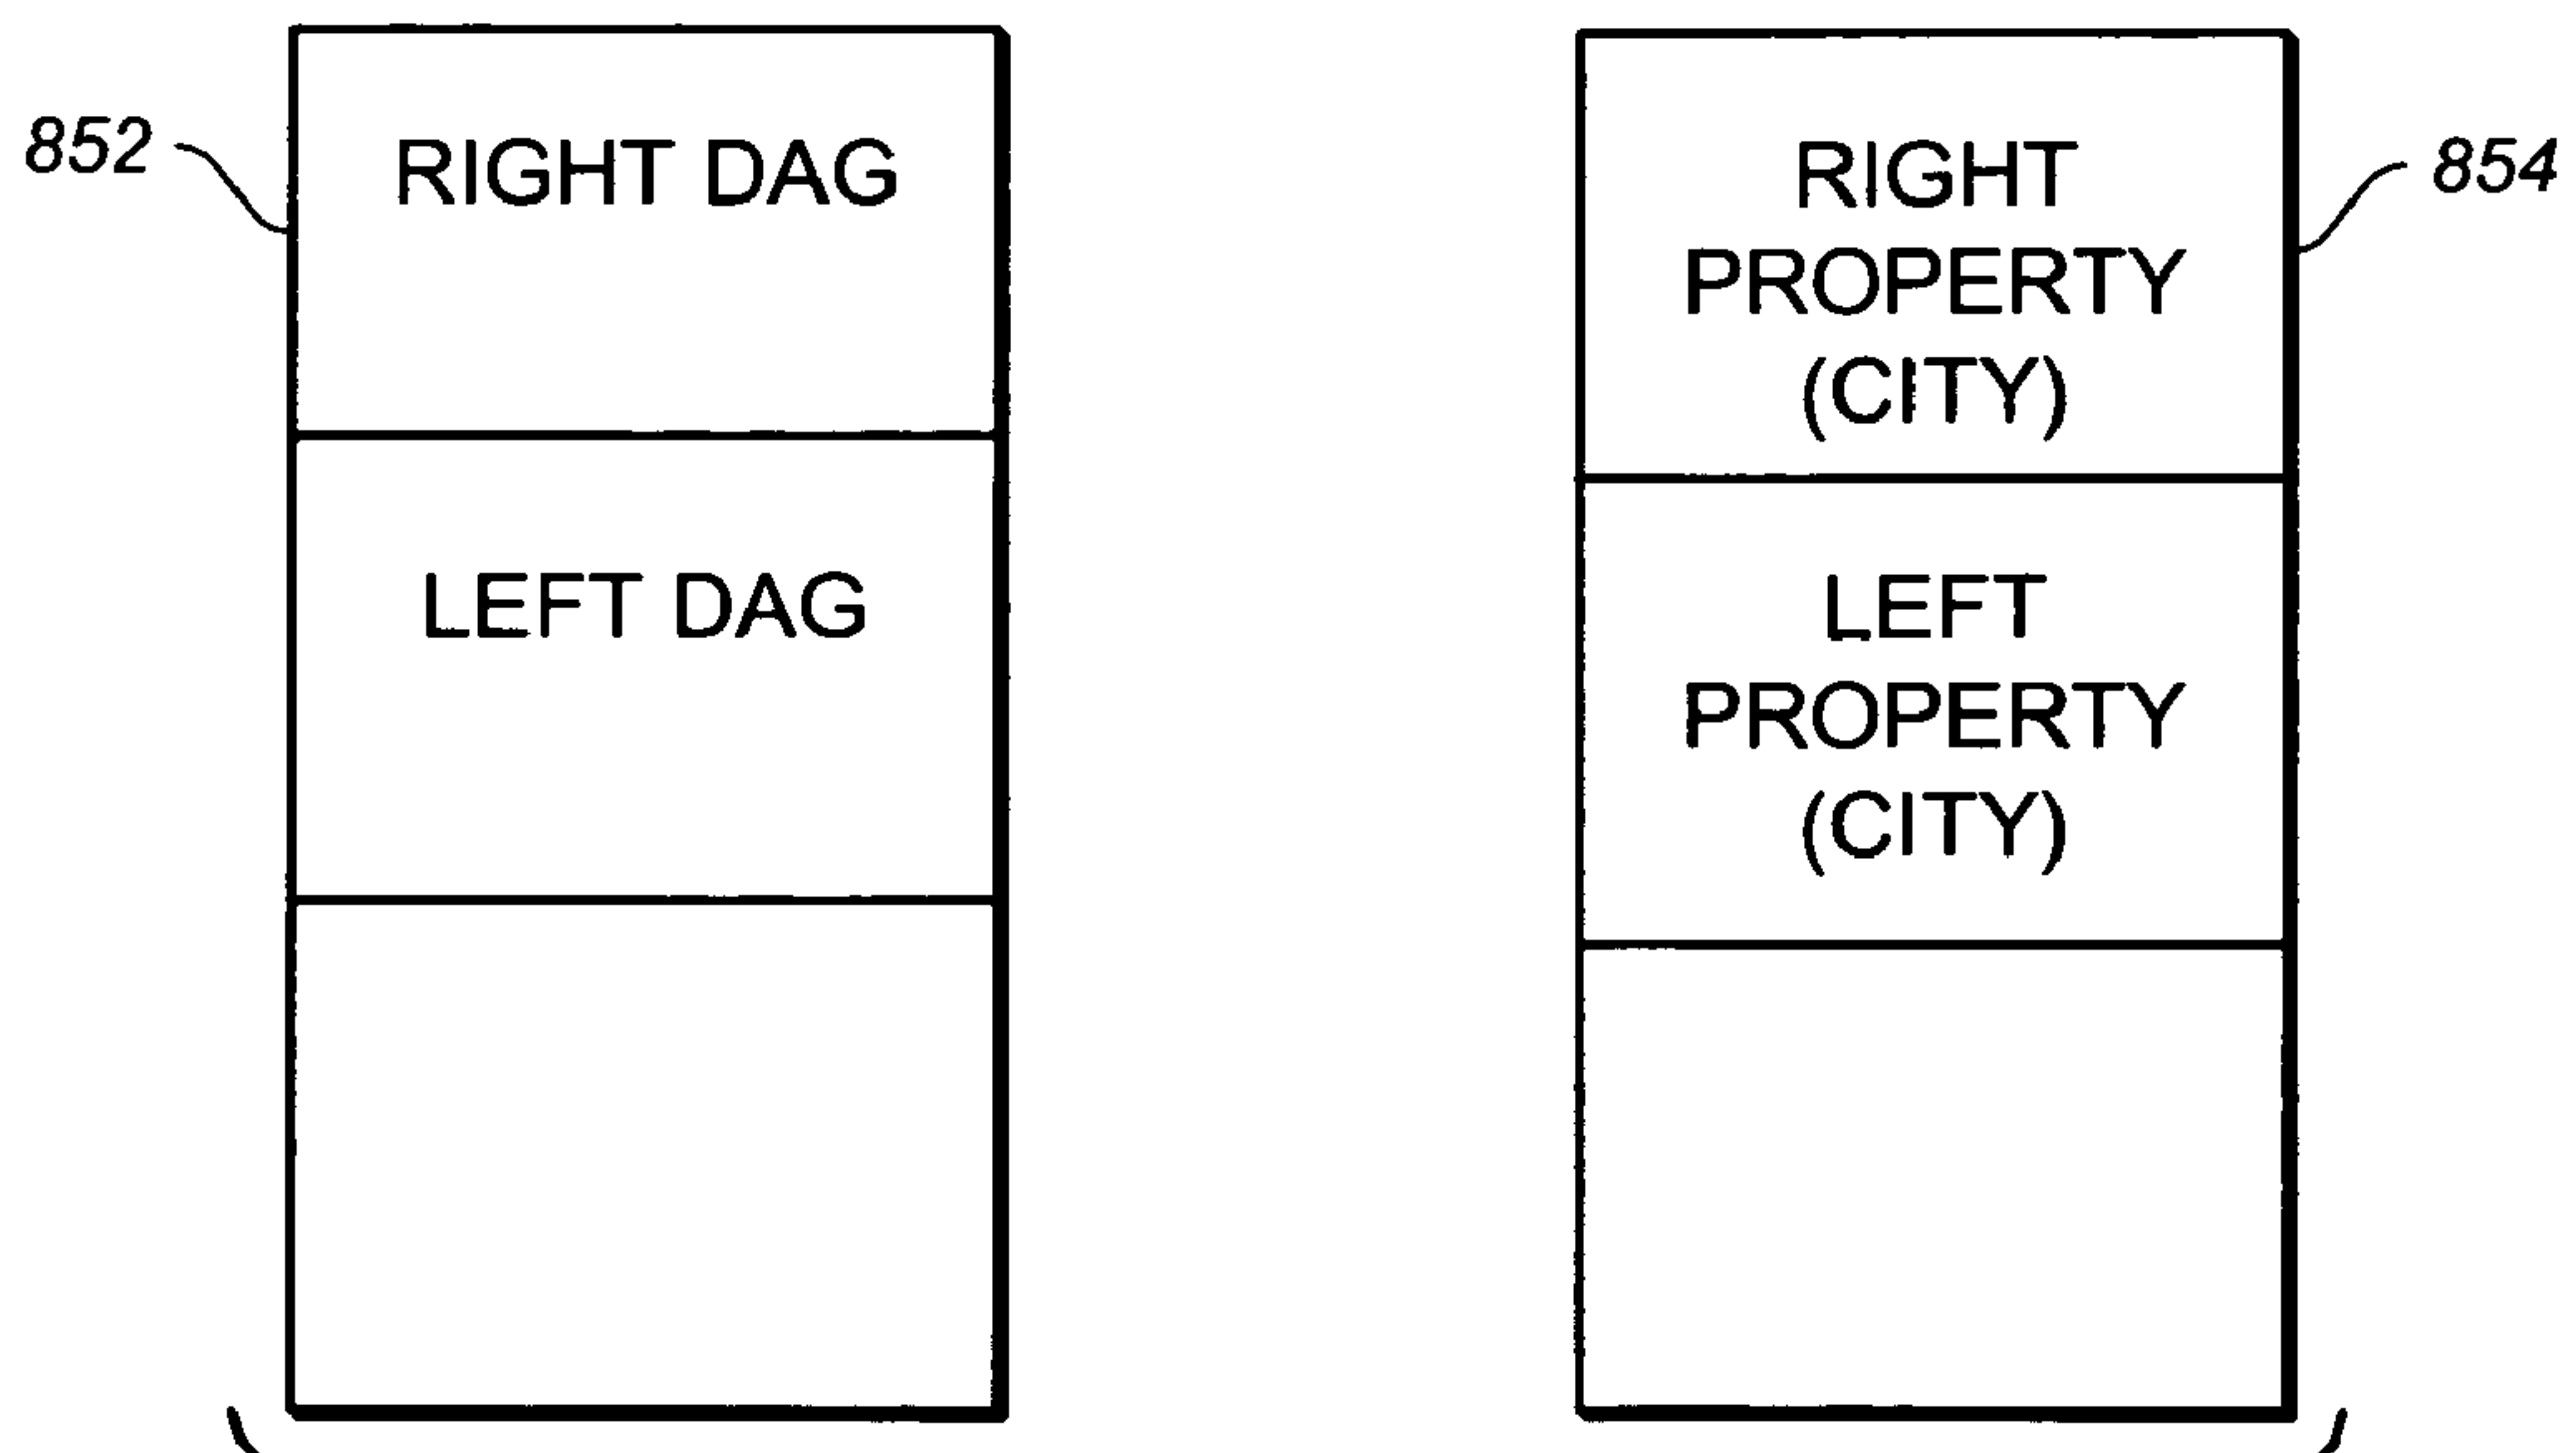 852
RIGHT DAG
LEFT DAG
RIGHT
PROPERTY
(CITY)
LEFT
PROPERTY
(CITY)
854